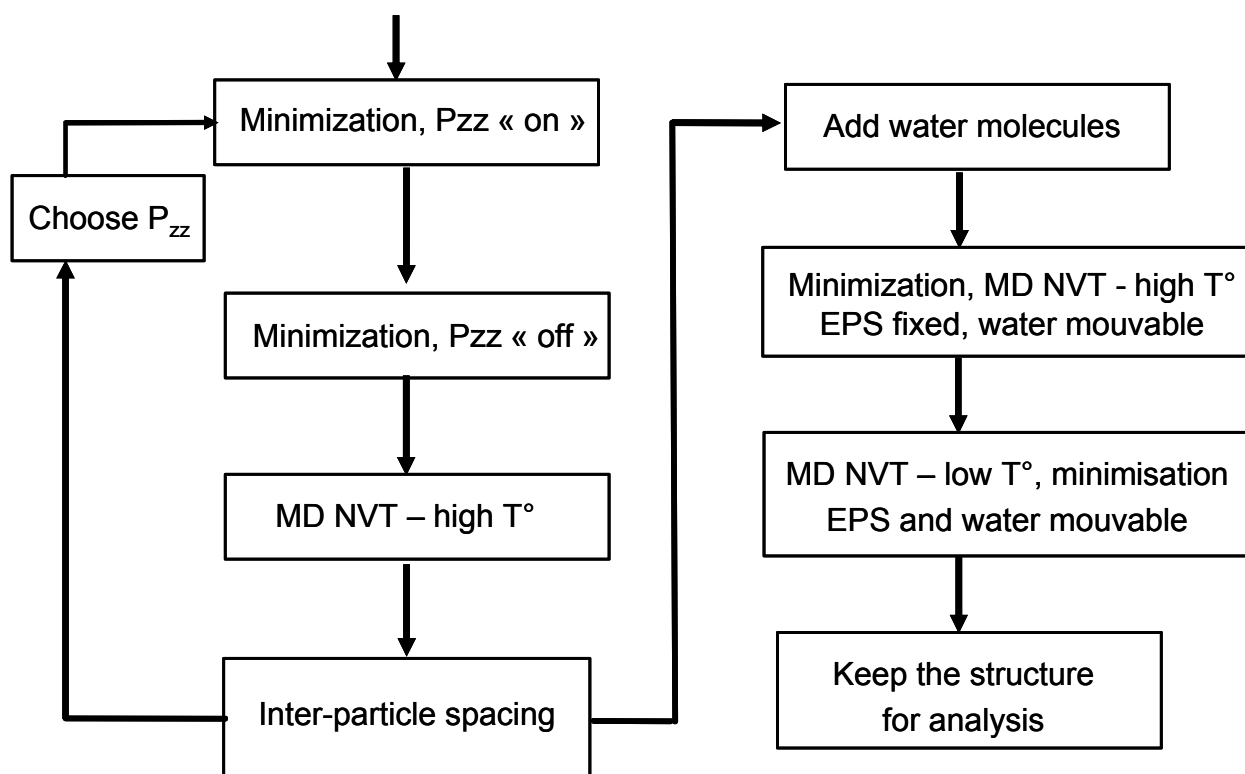 Minimization, Pzz « on »
Choose Pzz
Minimization, Pzz « off »
MD NVT – high T°
Inter-particle spacing
Add water molecules
Minimization, MD NVT - high T°
EPS fixed, water mouvable
MD NVT – low T°, minimisation
EPS and water mouvable
Keep the structure
for analysis